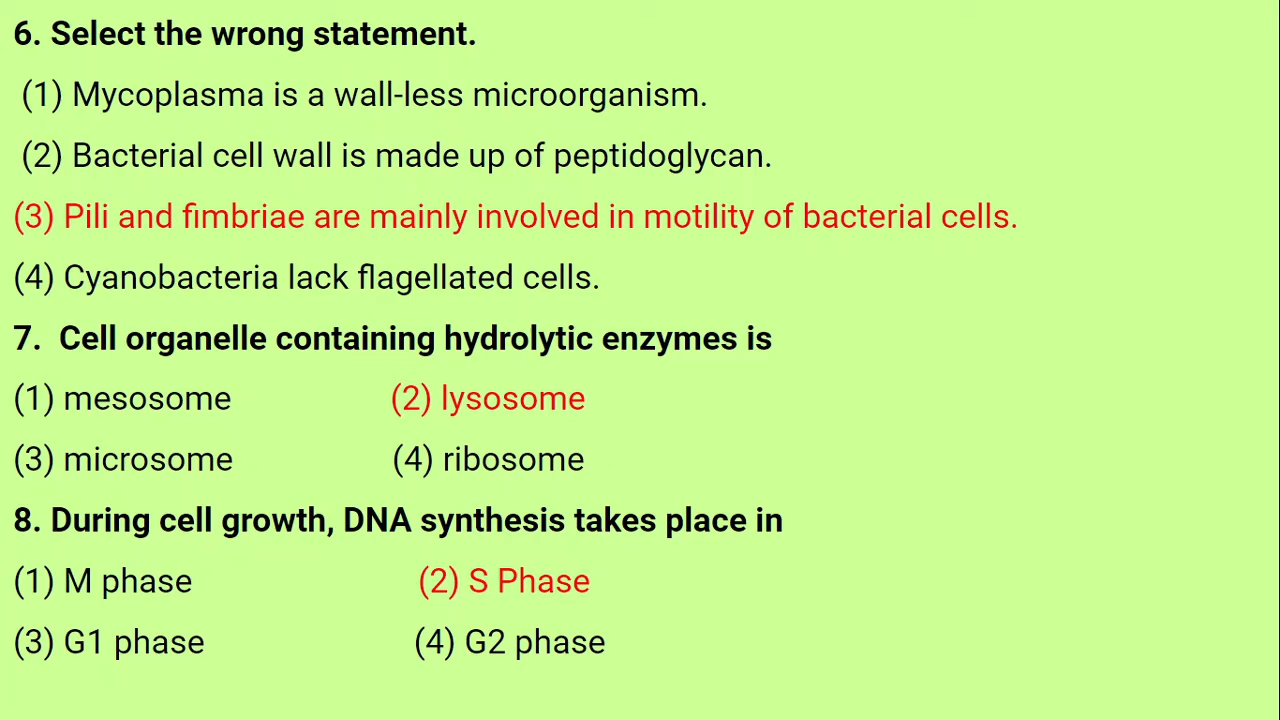 6. Select the wrong statement.
(1) Mycoplasma is a wall-less microorganism.
(2) Bacterial cell wall is made up of peptidoglycan.
(3) Pili and fimbriae are mainly involved in motility of bacterial cells.
(4) Cyanobacteria lack flagellated cells.
7. Cell organelle containing hydrolytic enzymes is
(1) mesosome (2) lysosome
(3) microsome (4) ribosome
8. During cell growth, DNA synthesis takes place in
(1) M phase (2) S Phase
(3) G1 phase (4) G2 phase